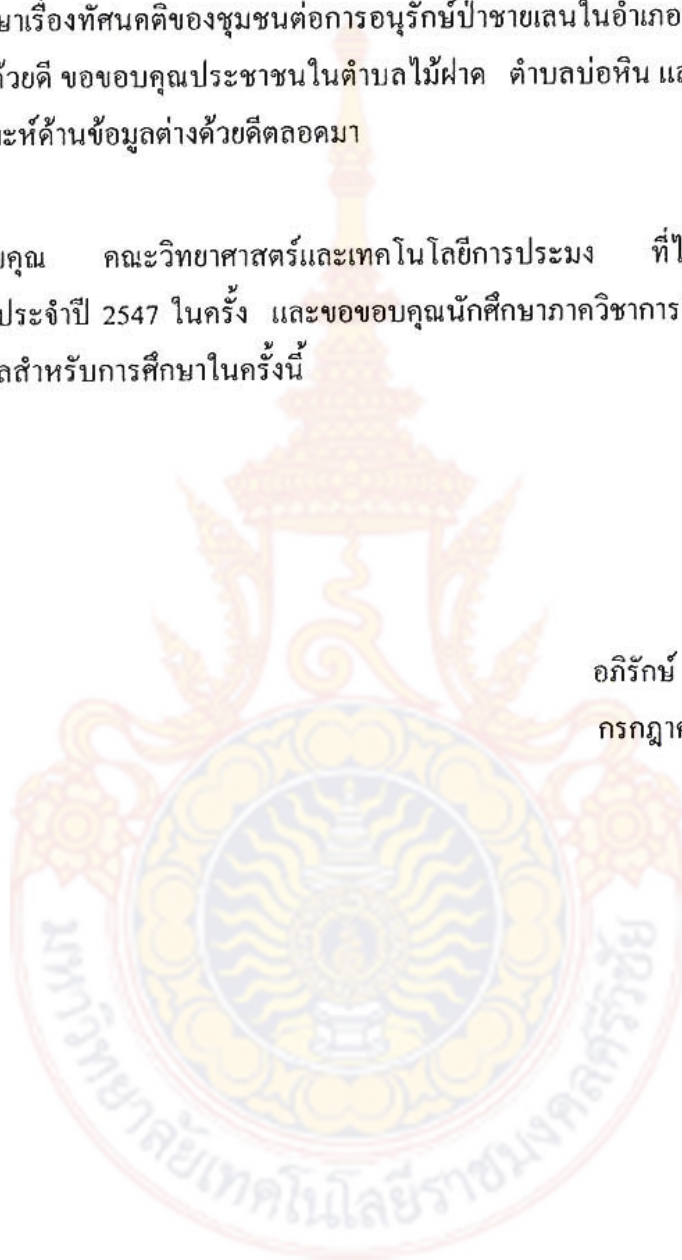 ษาเรื่องทัศนคติของชุมชนต่อการอนุรักษ์ป่าชายเลนในอำเภอ
ด้วยดี ขอขอบคุณประชาชนในตำบลไม้ฝาด ตำบลบ่อหิน แล
ะห์ด้านข้อมูลต่างด้วยดีตลอดมา
บคุณ คณะวิทยาศาสตร์และเทคโนโลยีการประมง ที่ไ
ประจำปี 2547 ในครั้ง และขอขอบคุณนักศึกษาภาควิชาการ
ลสำหรับการศึกษาในครั้งนี้
อภิรักษ์
กรกฎาค
มหาวิทยาลัยเทคโนโลยีราชมงคลศรีวิชัย